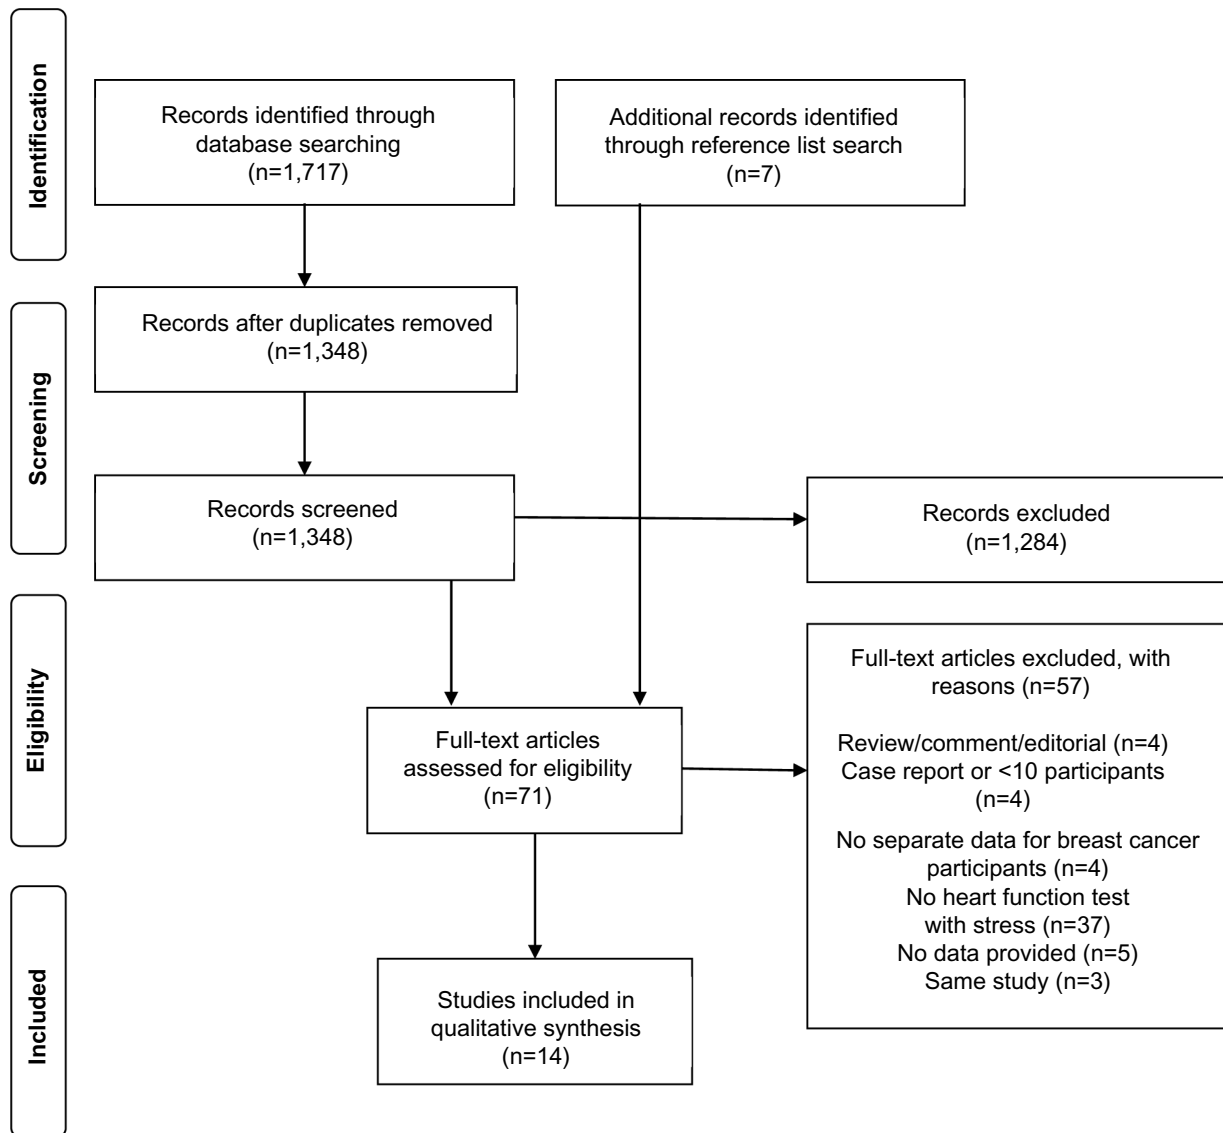 Identification
Records identified through
database searching
(n=1,717)
Additional records identified
through reference list search
(n=7)
Screening
Records after duplicates removed
(n=1,348)
Records screened
(n=1,348)
Records excluded
(n=1,284)
Eligibility
Full-text articles
assessed for eligibility
(n=71)
Full-text articles excluded, with
reasons (n=57)
Review/comment/editorial (n=4)
Case report or <10 participants
(n=4)
No separate data for breast cancer
participants (n=4)
No heart function test
with stress (n=37)
No data provided (n=5)
Same study (n=3)
Included
Studies included in
qualitative synthesis
(n=14)